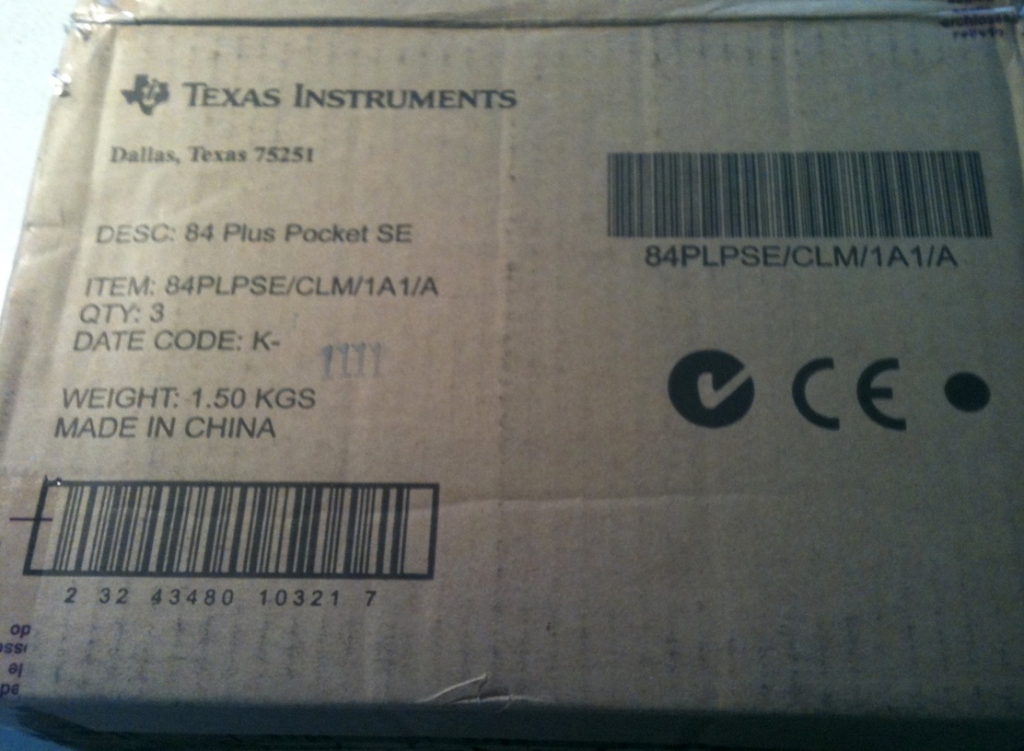 TEXAS INSTRUMENTS
Dallas, Texas 75251
DESC: 84 Plus Pocket SE
ITEM: 84PLPSE/CLM/1A1/A
QTY: 3
DATE CODE: K-
1111
WEIGHT: 1.50 KGS
MADE IN CHINA
2 32 43480 10321 7
84PLPSE/CLM/1A1/A
CE